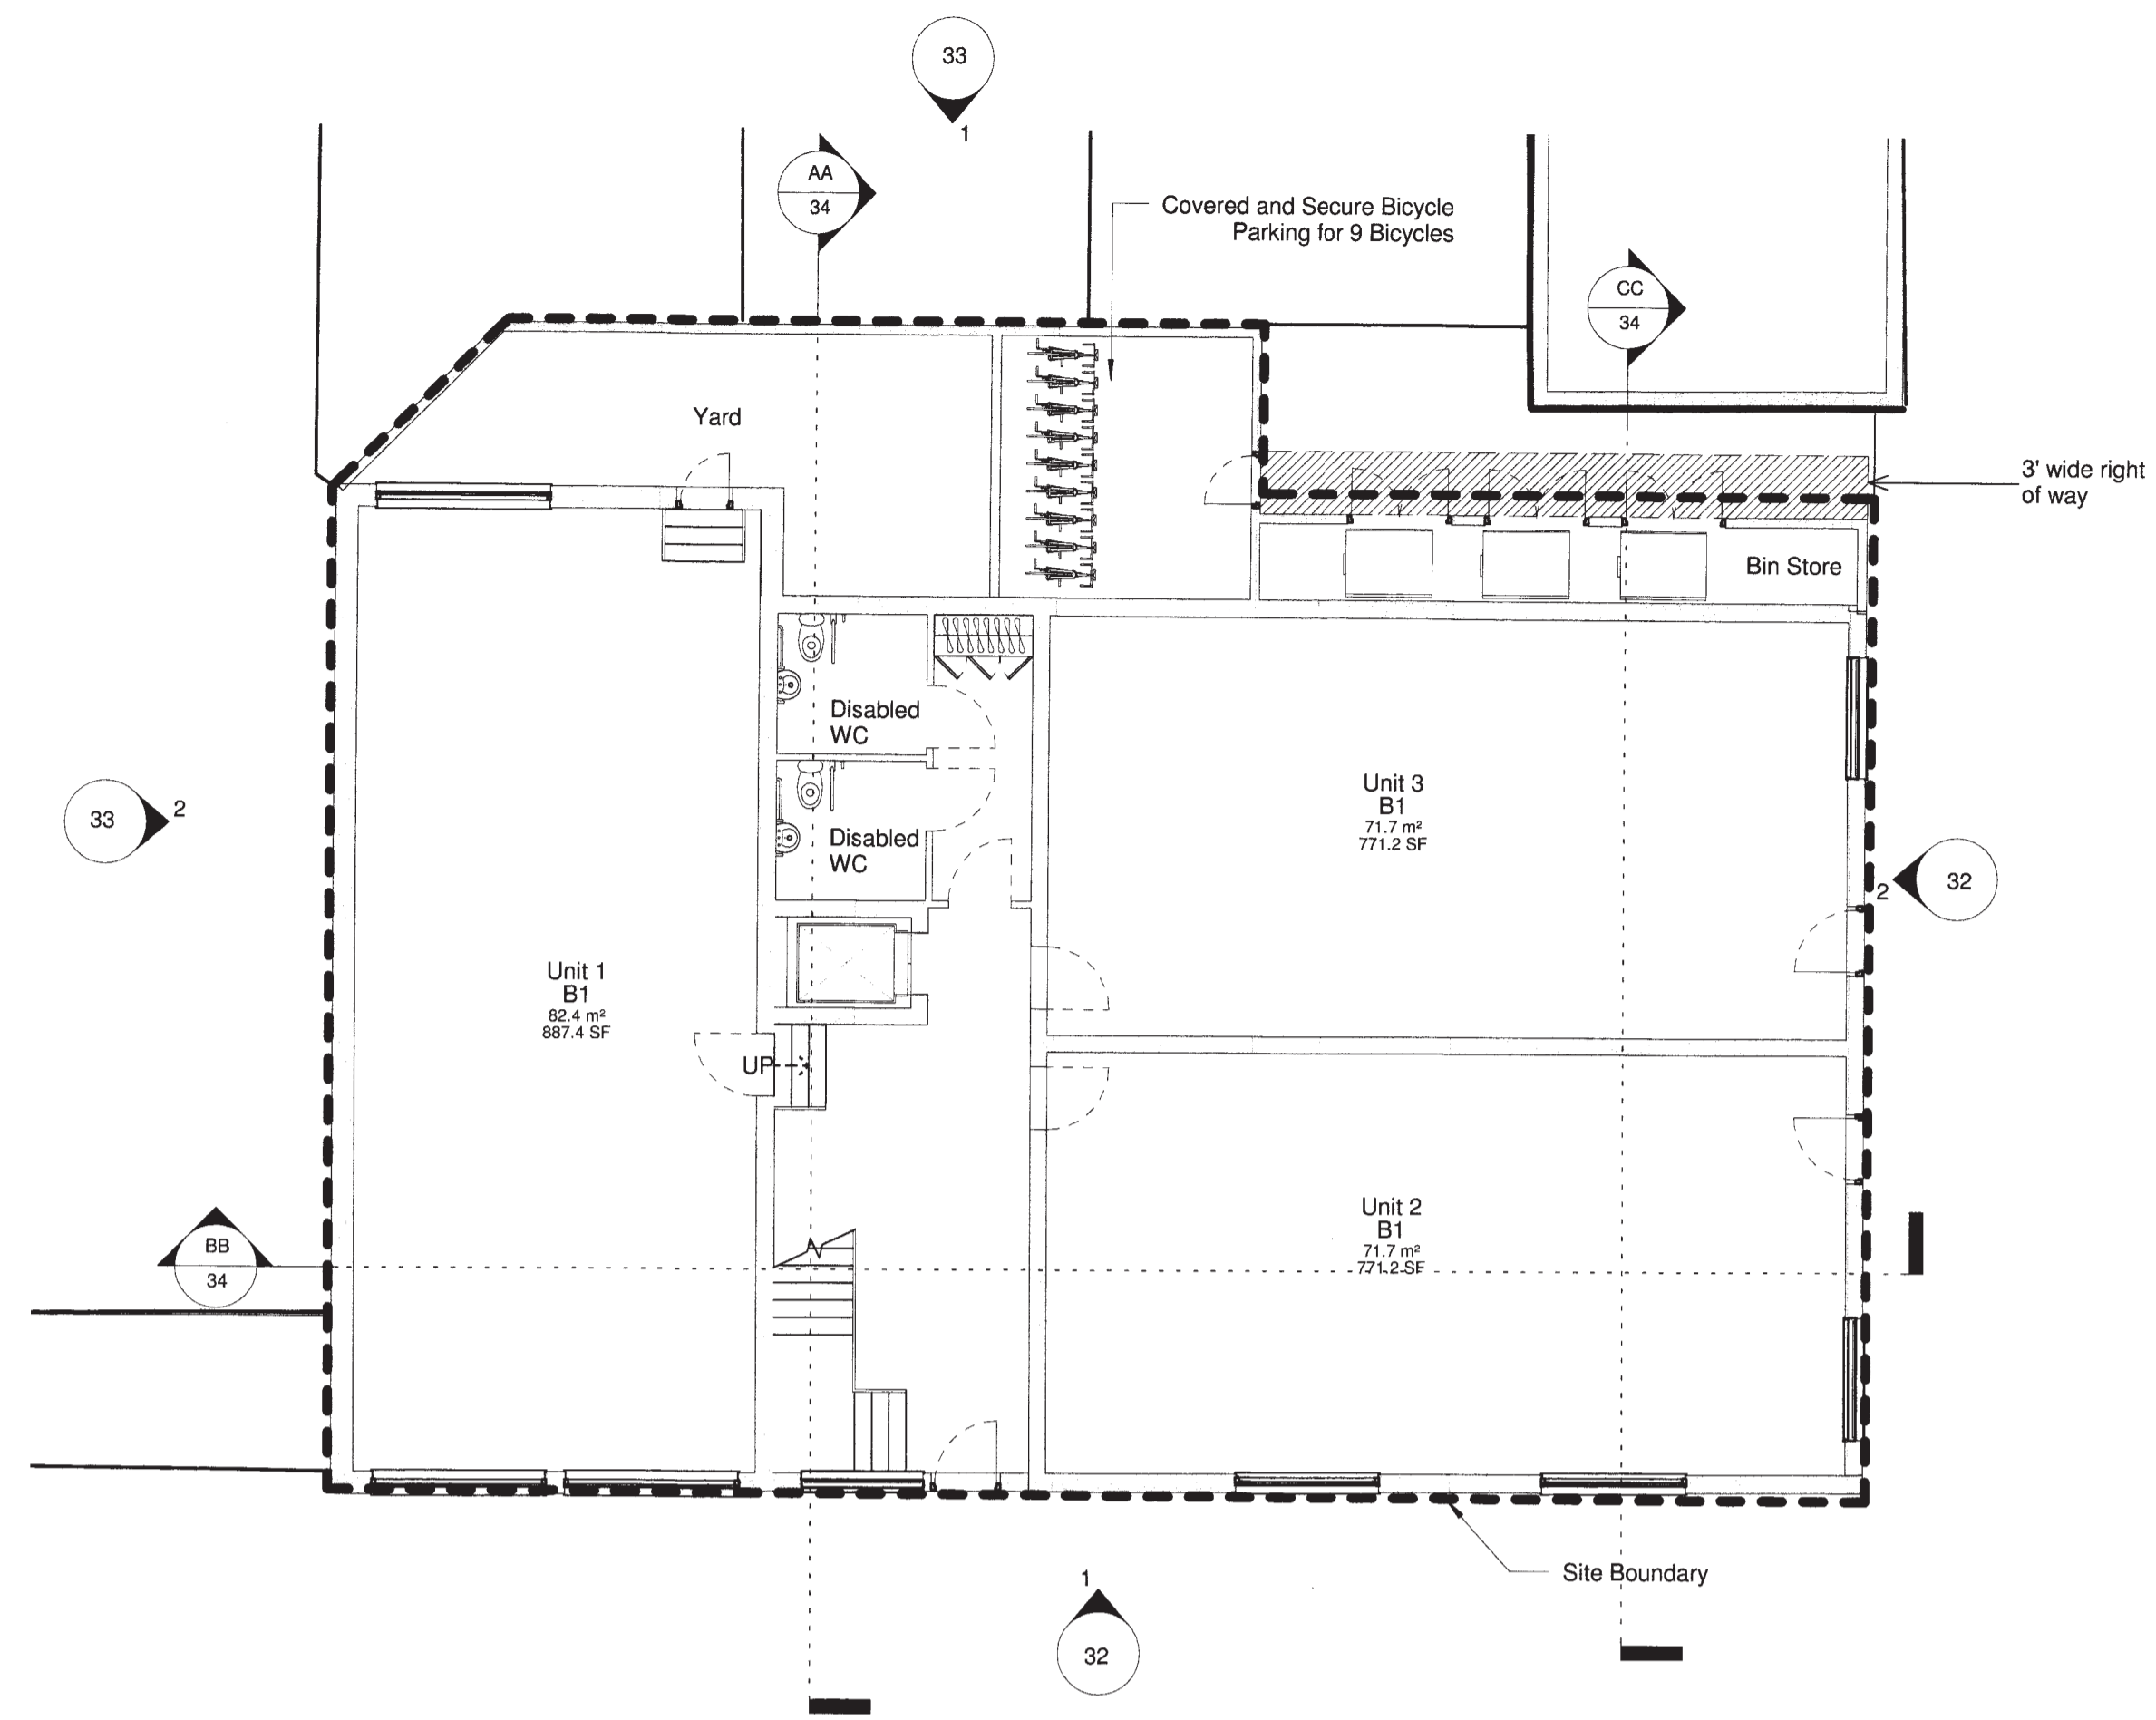 33
1
AA
34
Covered and Secure Bicycle
Parking for 9 Bicycles
CC
34
Yard
3' wide right
of way
Bin Store
Disabled
WC
Unit 3
B1
71.7 m²
771.2 SF
33
2
Disabled
WC
32
2
Unit 1
B1
82.4 m²
887.4 SF
UP
Unit 2
B1
71.7 m²
771.2 SF
BB
34
Site Boundary
1
32